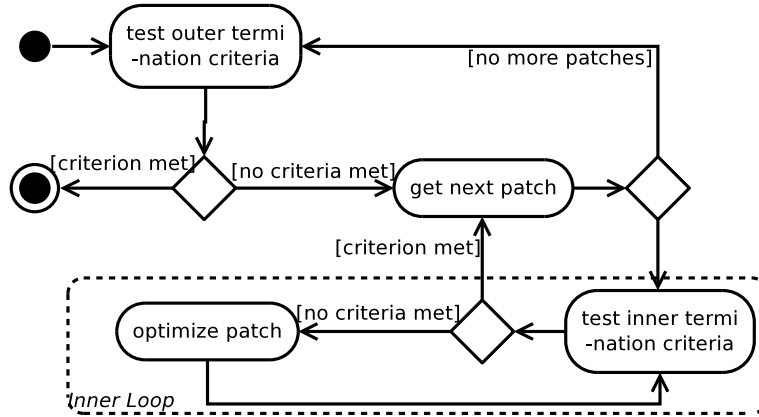 test outer termi
-nation criteria
[no more patches]
[criterion met]
[no criteria met]
get next patch
[criterion met]
[no criteria met]
optimize patch
test inner termi
-nation criteria
Inner Loop